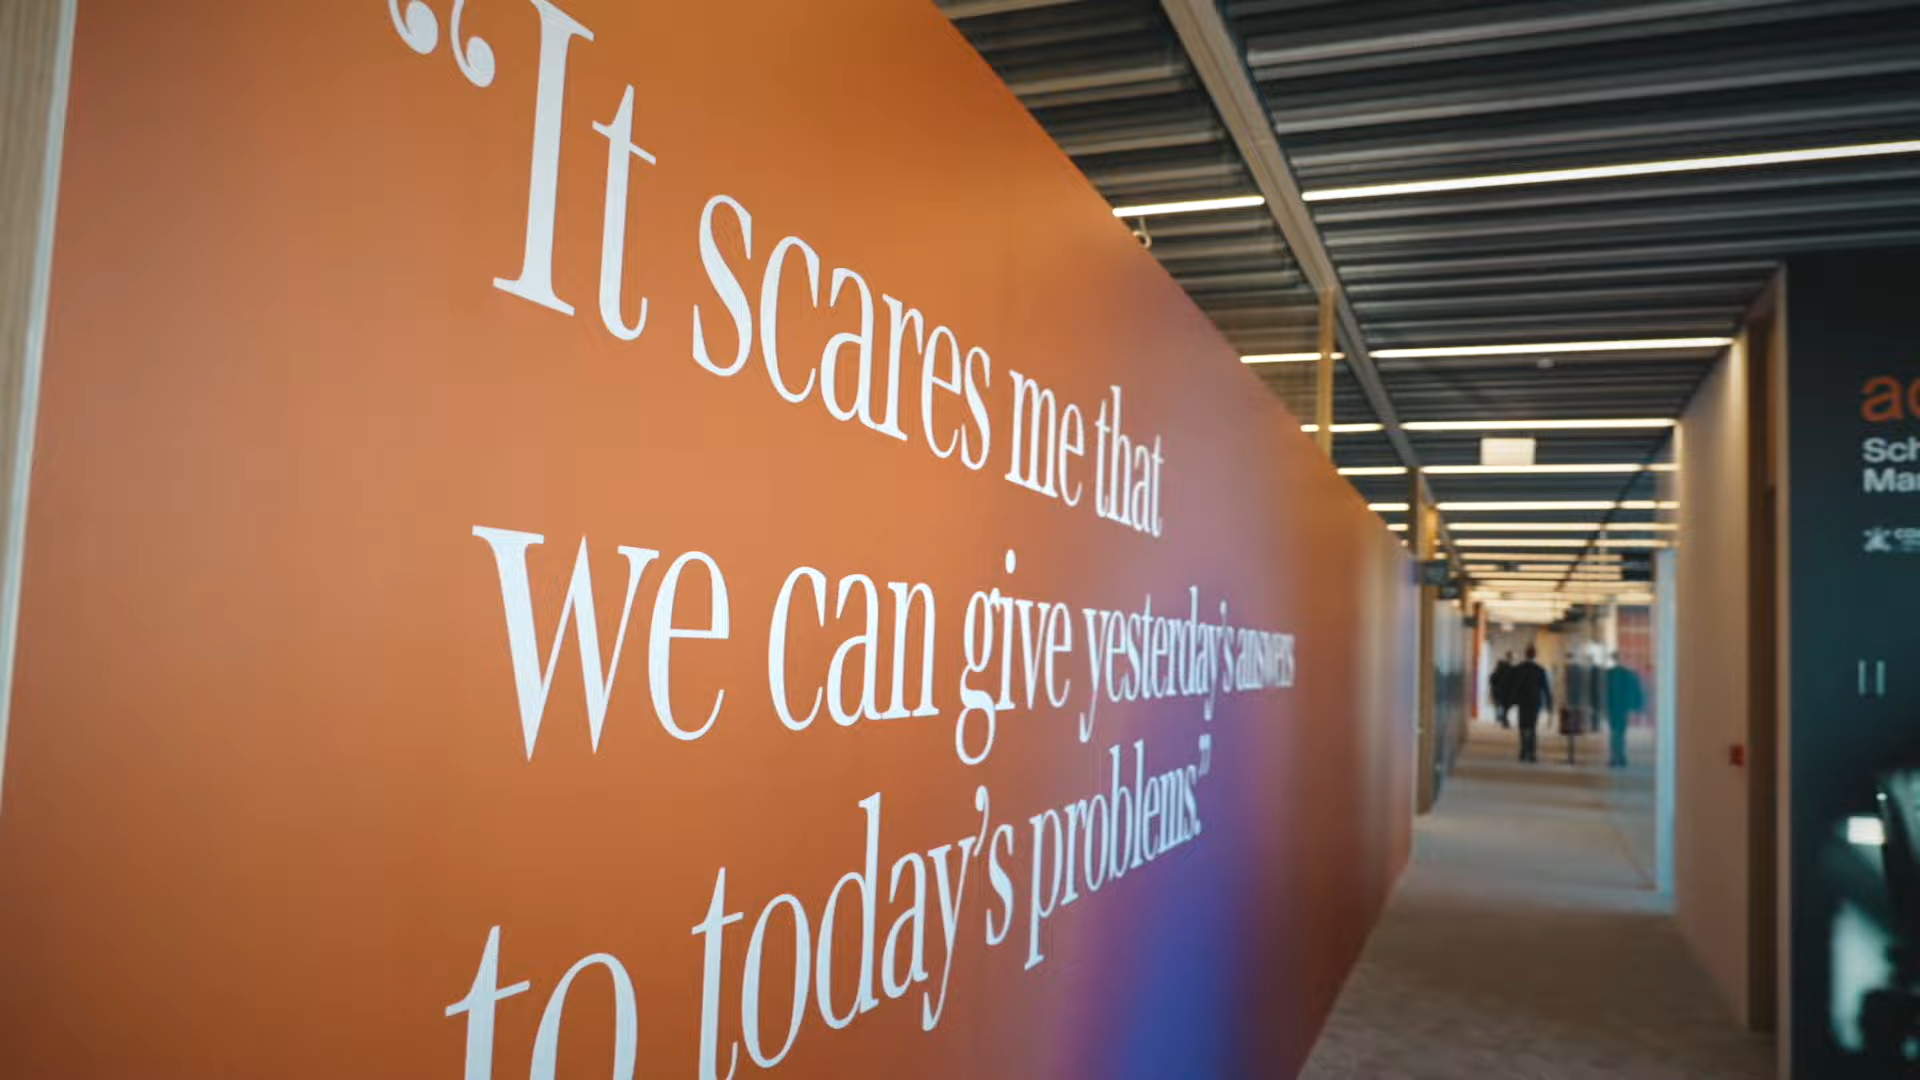 “It scares me that
we can give yesterday’s answers
to today’s problems.”